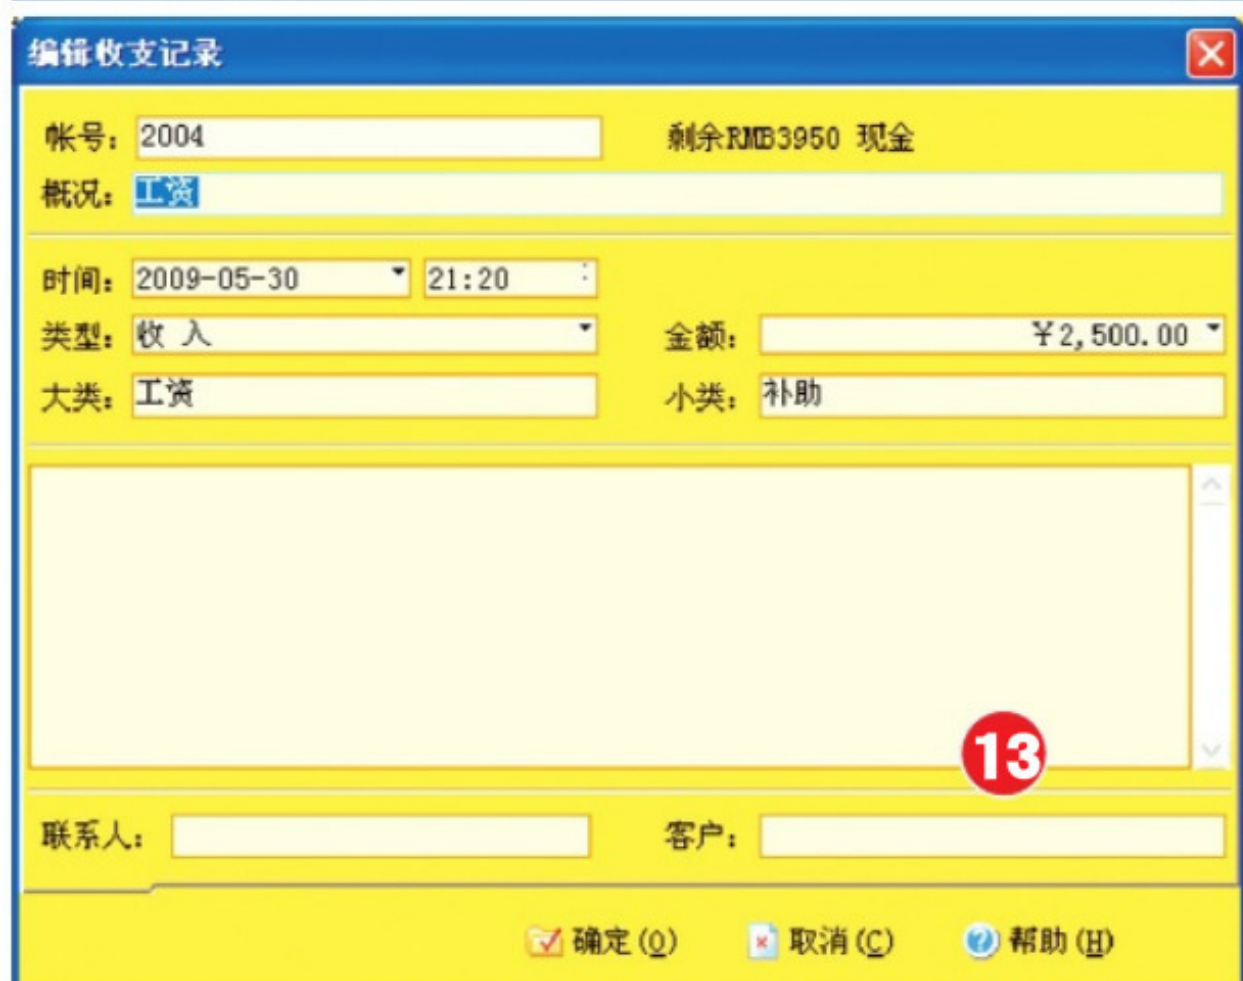 编辑收支记录
帐号: 2004 剩余RMB3950 现金
概况: 工资
时间: 2009-05-30 21:20
类型: 收 入 金额: ￥2,500.00
大类: 工资 小类: 补助
13
联系人: 客户:
确定(O) 取消(C) 帮助(H)